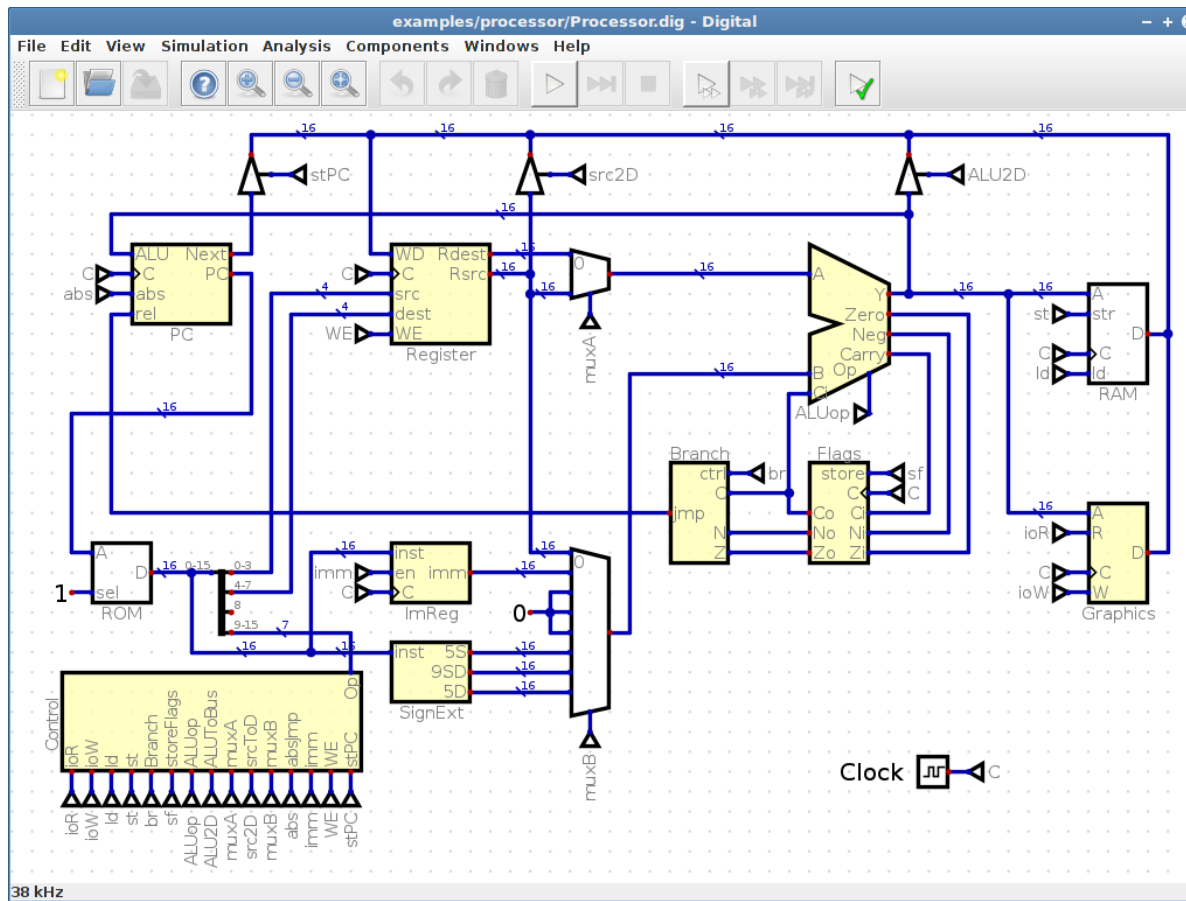 examples/processor/Processor.dig - Digital
File Edit View Simulation Analysis Components Windows Help
16 16 16 16
stPC src2D ALU2D
16
ALU Next
C C PC
abs abs
rel
PC
WD Rdest 16
C C Rsrc 16
4 src 16
4 dest
WE WE
Register
0
muxA
16
A
Y 16 16
Zero
Neg
Carry
16 B Op
Ci
ALUop
A
st str
D
C C
ld ld
RAM
16
Branch
ctrl br
C
jmp
N
Z
Flags
store sf
C C
Co Ci
No Ni
Zo Zi
16 A
ioR R
D
C C
ioW W
Graphics
A
D 16 0-15
1 sel
ROM
0-3
4-7
8
9-15 7
16 16
16 inst
imm en imm 16
C C
ImReg
inst 5S 16
9SD 16
5D 16
SignExt
16
0
0
muxB
Control
Op
ioR ioW ld st Branch storeFlags ALUop ALUToBus muxA srcToD muxB absJmp imm WE stPC
ioR ioW ld st br sf ALUop ALU2D muxA src2D muxB abs imm WE stPC
Clock C
38 kHz